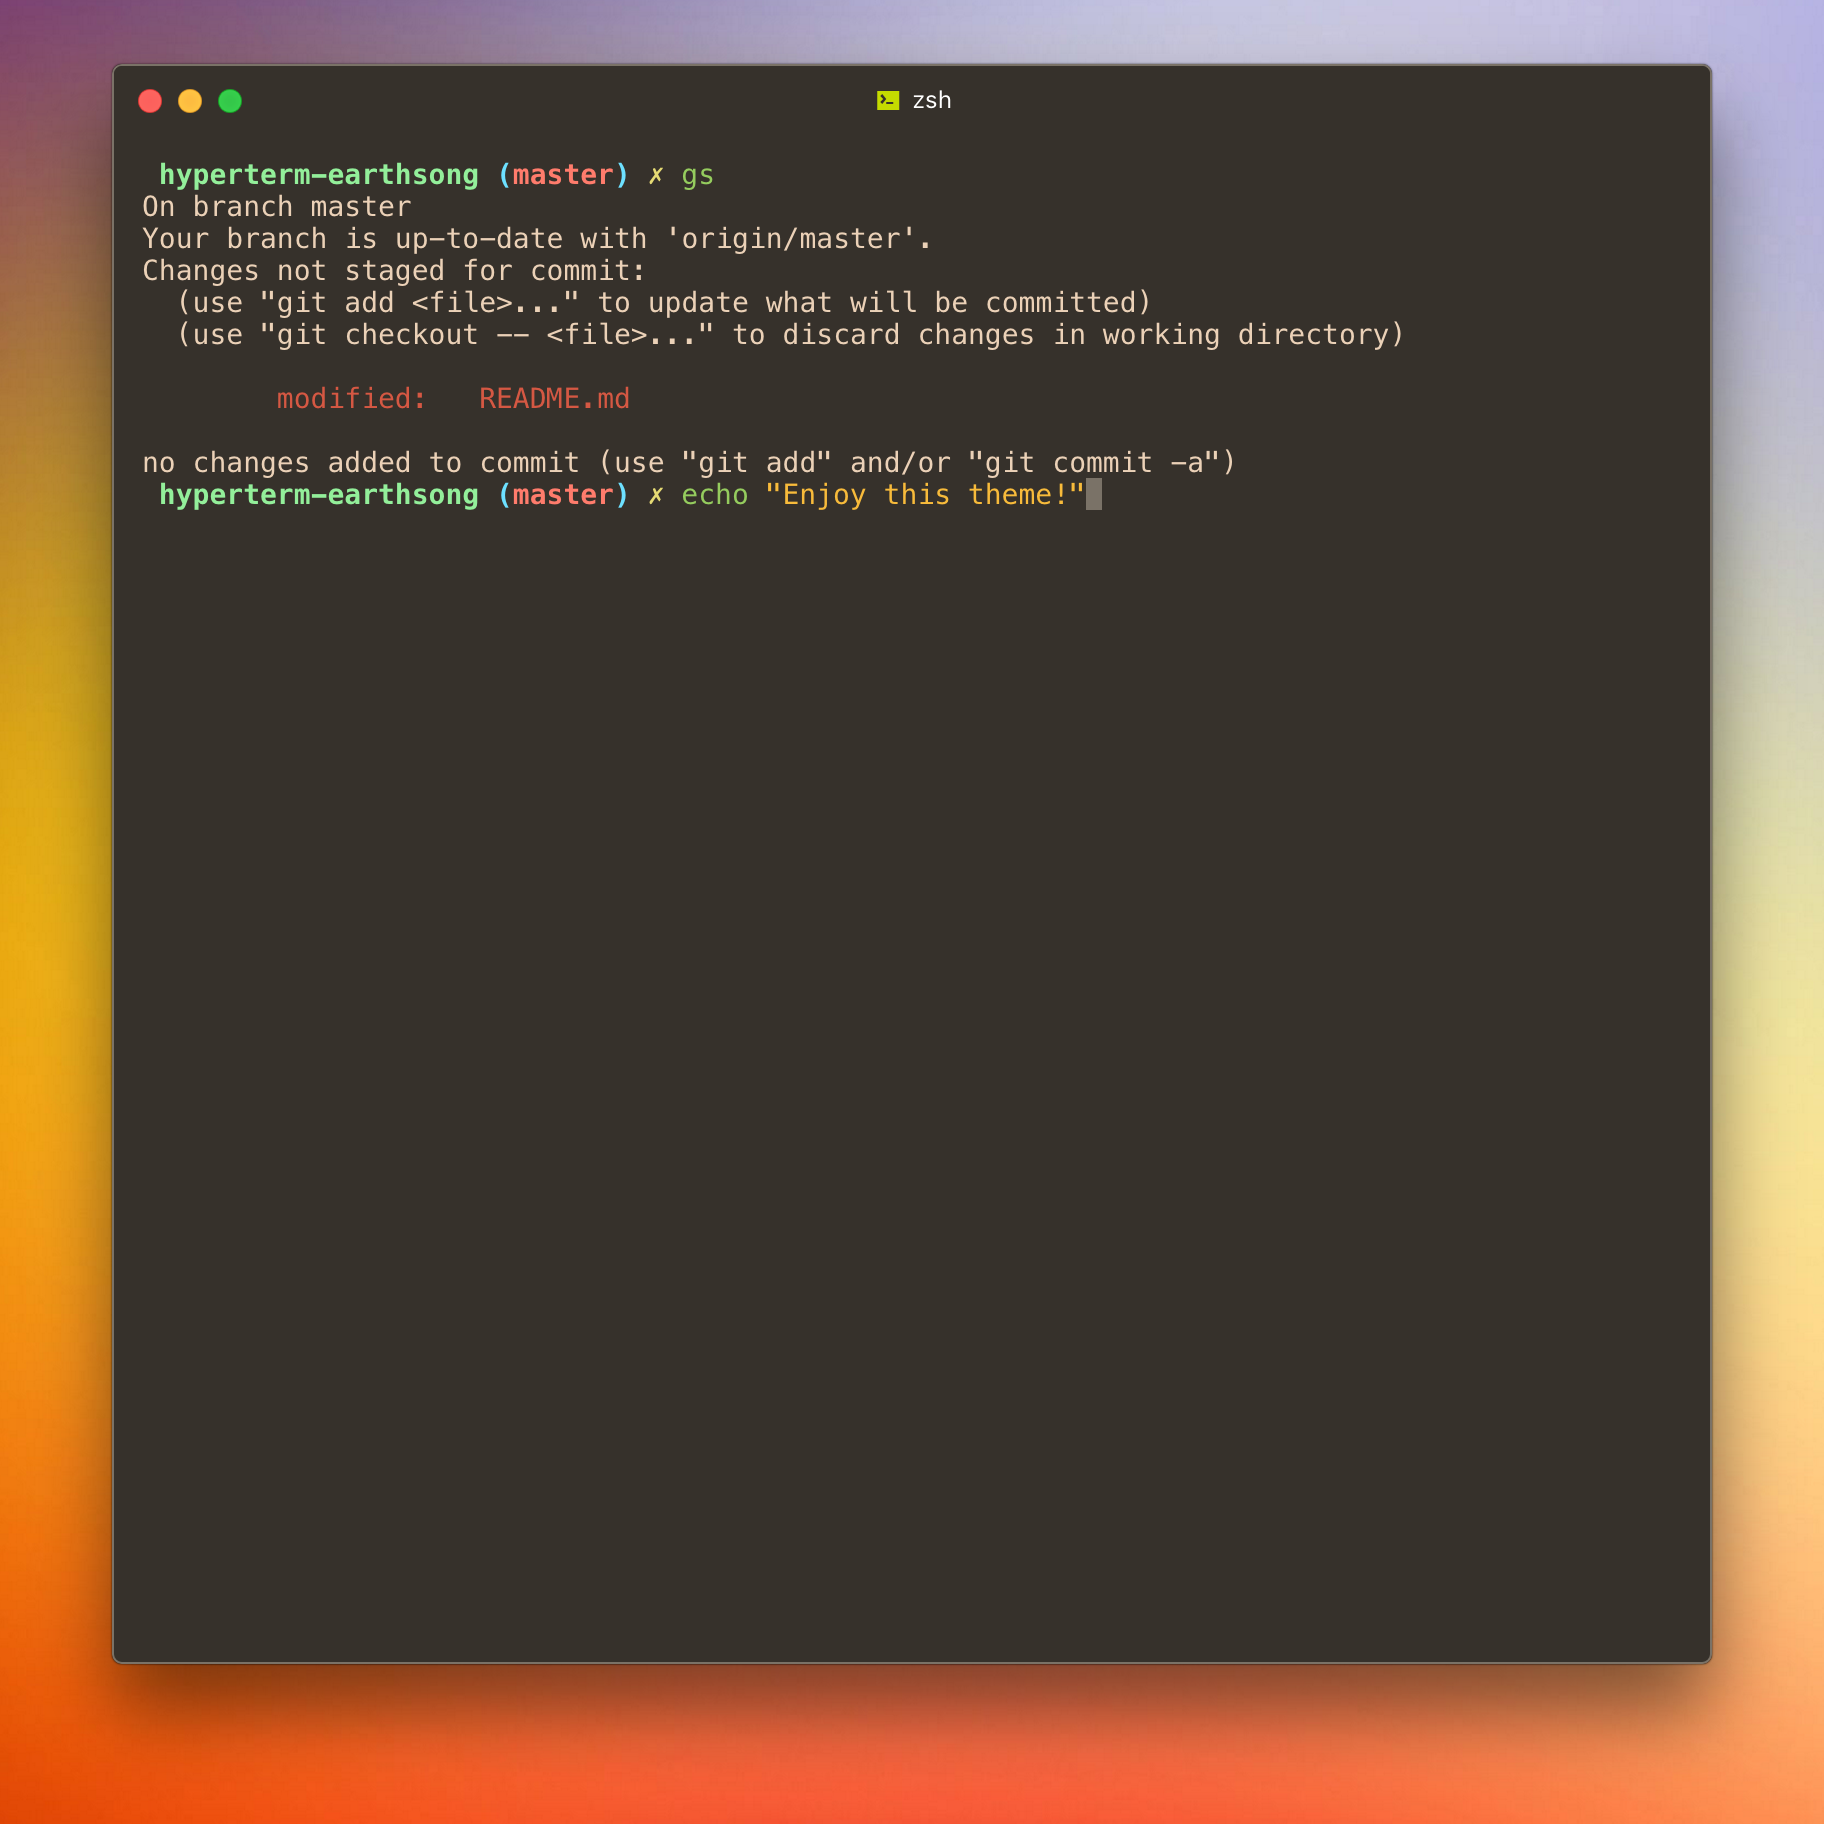 zsh
hyperterm-earthsong (master) ✗ gs
On branch master
Your branch is up-to-date with 'origin/master'.
Changes not staged for commit:
  (use "git add <file>..." to update what will be committed)
  (use "git checkout -- <file>..." to discard changes in working directory)
        modified:   README.md
no changes added to commit (use "git add" and/or "git commit -a")
hyperterm-earthsong (master) ✗ echo "Enjoy this theme!"